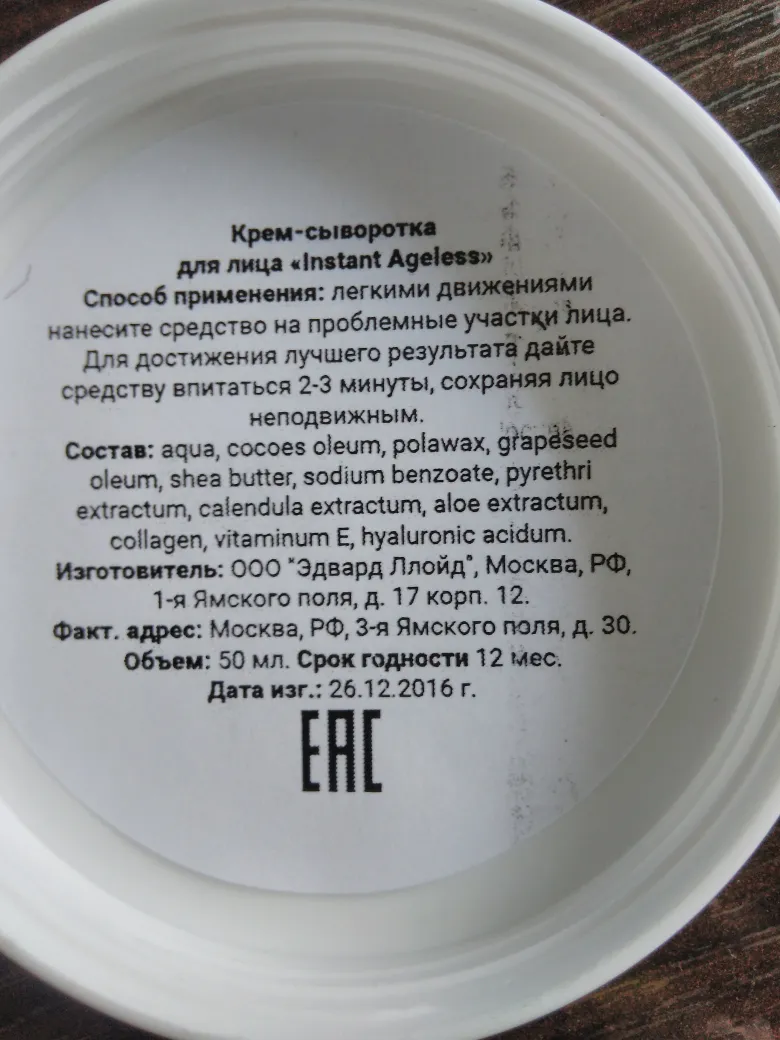 Крем-сыворотка
для лица «Instant Ageless»
Способ применения: легкими движениями
нанесите средство на проблемные участки лица.
Для достижения лучшего результата дайте
средству впитаться 2-3 минуты, сохраняя лицо
неподвижным.
Состав: aqua, cocoes oleum, polawax, grapeseed
oleum, shea butter, sodium benzoate, pyrethri
extractum, calendula extractum, aloe extractum,
collagen, vitaminum E, hyaluronic acidum.
Изготовитель: ООО "Эдвард Ллойд", Москва, РФ,
1-я Ямского поля, д. 17 корп. 12.
Факт. адрес: Москва, РФ, 3-я Ямского поля, д. 30.
Объем: 50 мл. Срок годности 12 мес.
Дата изг.: 26.12.2016 г.
EAC